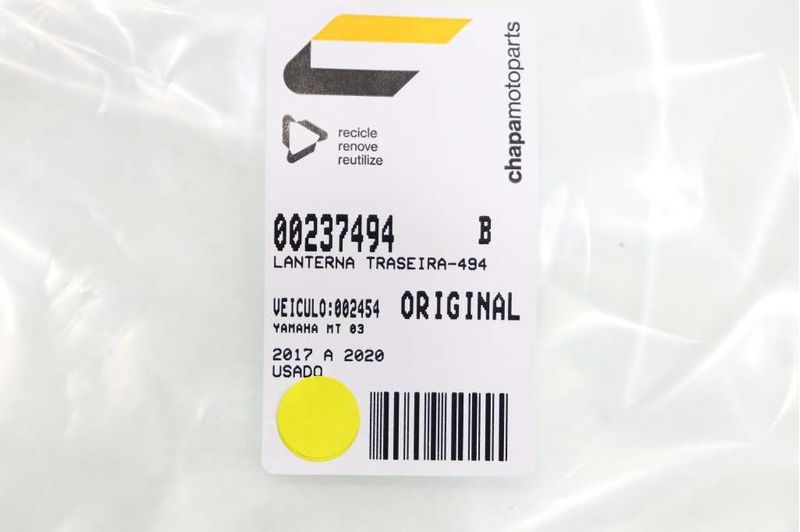 chapamotoparts
recicle
renove
reutilize
00237494 B
LANTERNA TRASEIRA-494
VEICULO:002454 ORIGINAL
YAMAHA MT 03
2017 A 2020
USADO